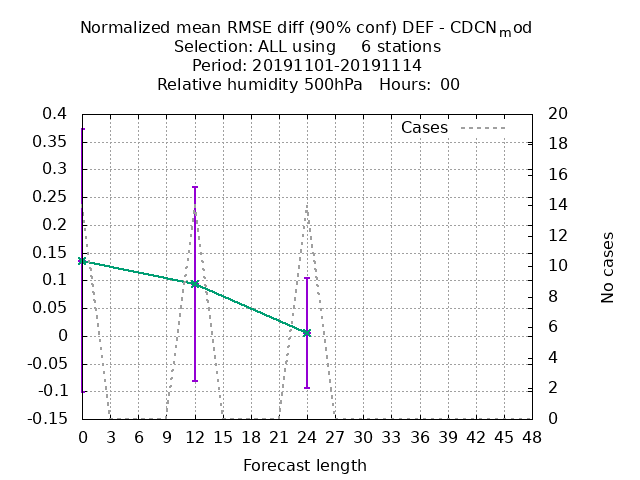 Normalized mean RMSE diff (90% conf) DEF - CDCNmod
Selection: ALL using 6 stations
Period: 20191101-20191114
Relative humidity 500hPa Hours: 00
Cases
0.4
0.35
0.3
0.25
0.2
0.15
0.1
0.05
0
-0.05
-0.1
-0.15
20
18
16
14
12
10
8
6
4
2
0
No cases
0 3 6 9 12 15 18 21 24 27 30 33 36 39 42 45 48
Forecast length